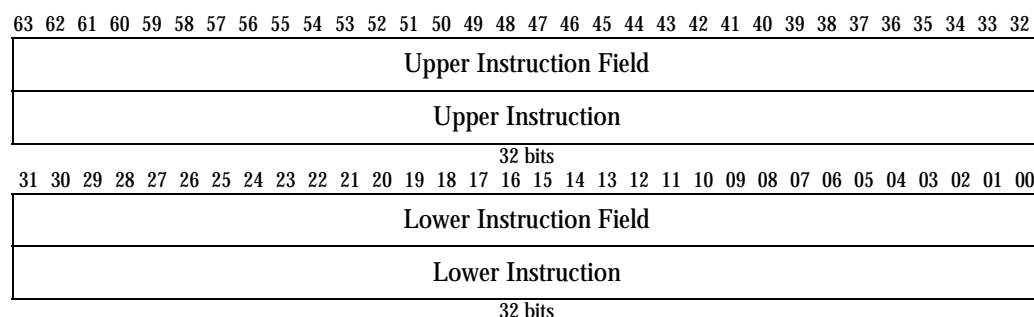 63 62 61 60 59 58 57 56 55 54 53 52 51 50 49 48 47 46 45 44 43 42 41 40 39 38 37 36 35 34 33 32
Upper Instruction Field
Upper Instruction
32 bits
31 30 29 28 27 26 25 24 23 22 21 20 19 18 17 16 15 14 13 12 11 10 09 08 07 06 05 04 03 02 01 00
Lower Instruction Field
Lower Instruction
32 bits